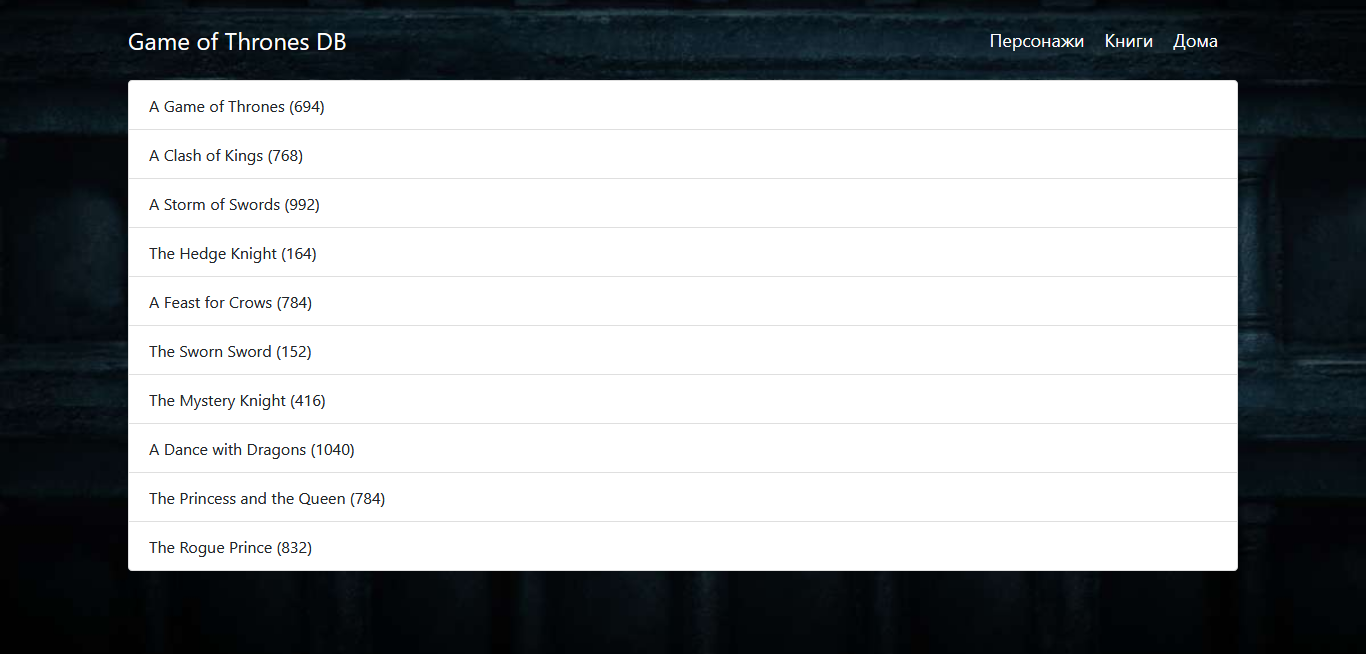 Game of Thrones DB
Персонажи Книги Дома
A Game of Thrones (694)
A Clash of Kings (768)
A Storm of Swords (992)
The Hedge Knight (164)
A Feast for Crows (784)
The Sworn Sword (152)
The Mystery Knight (416)
A Dance with Dragons (1040)
The Princess and the Queen (784)
The Rogue Prince (832)